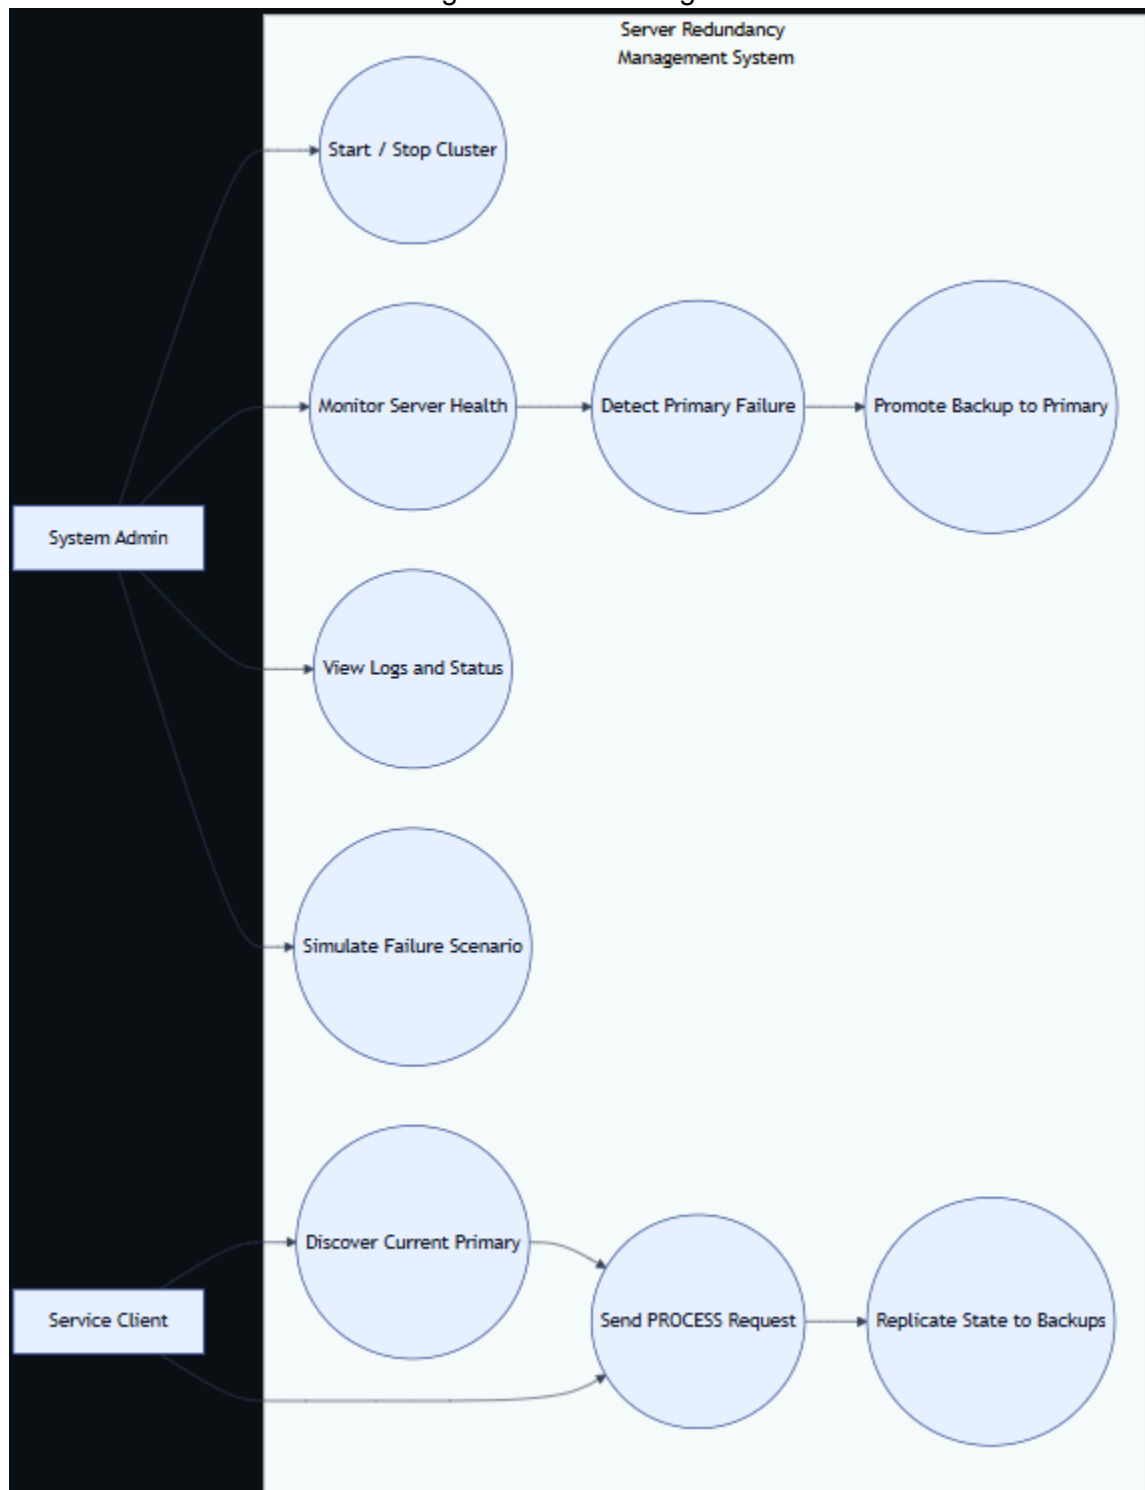 Server Redundancy
Management System
Start / Stop Cluster
Monitor Server Health
Detect Primary Failure
Promote Backup to Primary
System Admin
View Logs and Status
Simulate Failure Scenario
Discover Current Primary
Service Client
Send PROCESS Request
Replicate State to Backups